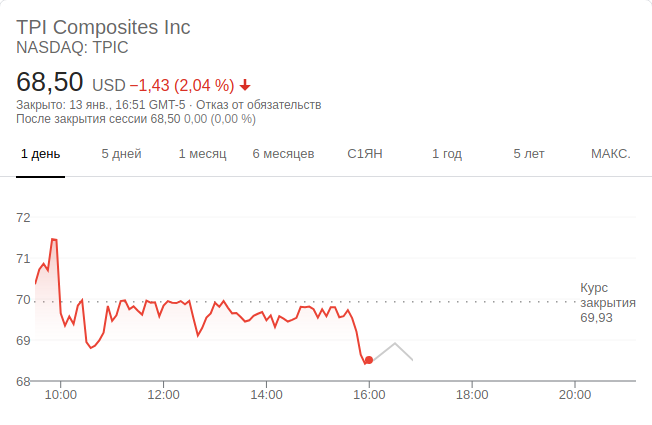 TPI Composites Inc
NASDAQ: TPIC
68,50 USD −1,43 (2,04 %)
Закрыто: 13 янв., 16:51 GMT-5 · Отказ от обязательств
После закрытия сессии 68,50 0,00 (0,00 %)
1 день 5 дней 1 месяц 6 месяцев С1ЯН 1 год 5 лет МАКС.
72
71
70
69
68
Курс
закрытия
69,93
10:00 12:00 14:00 16:00 18:00 20:00